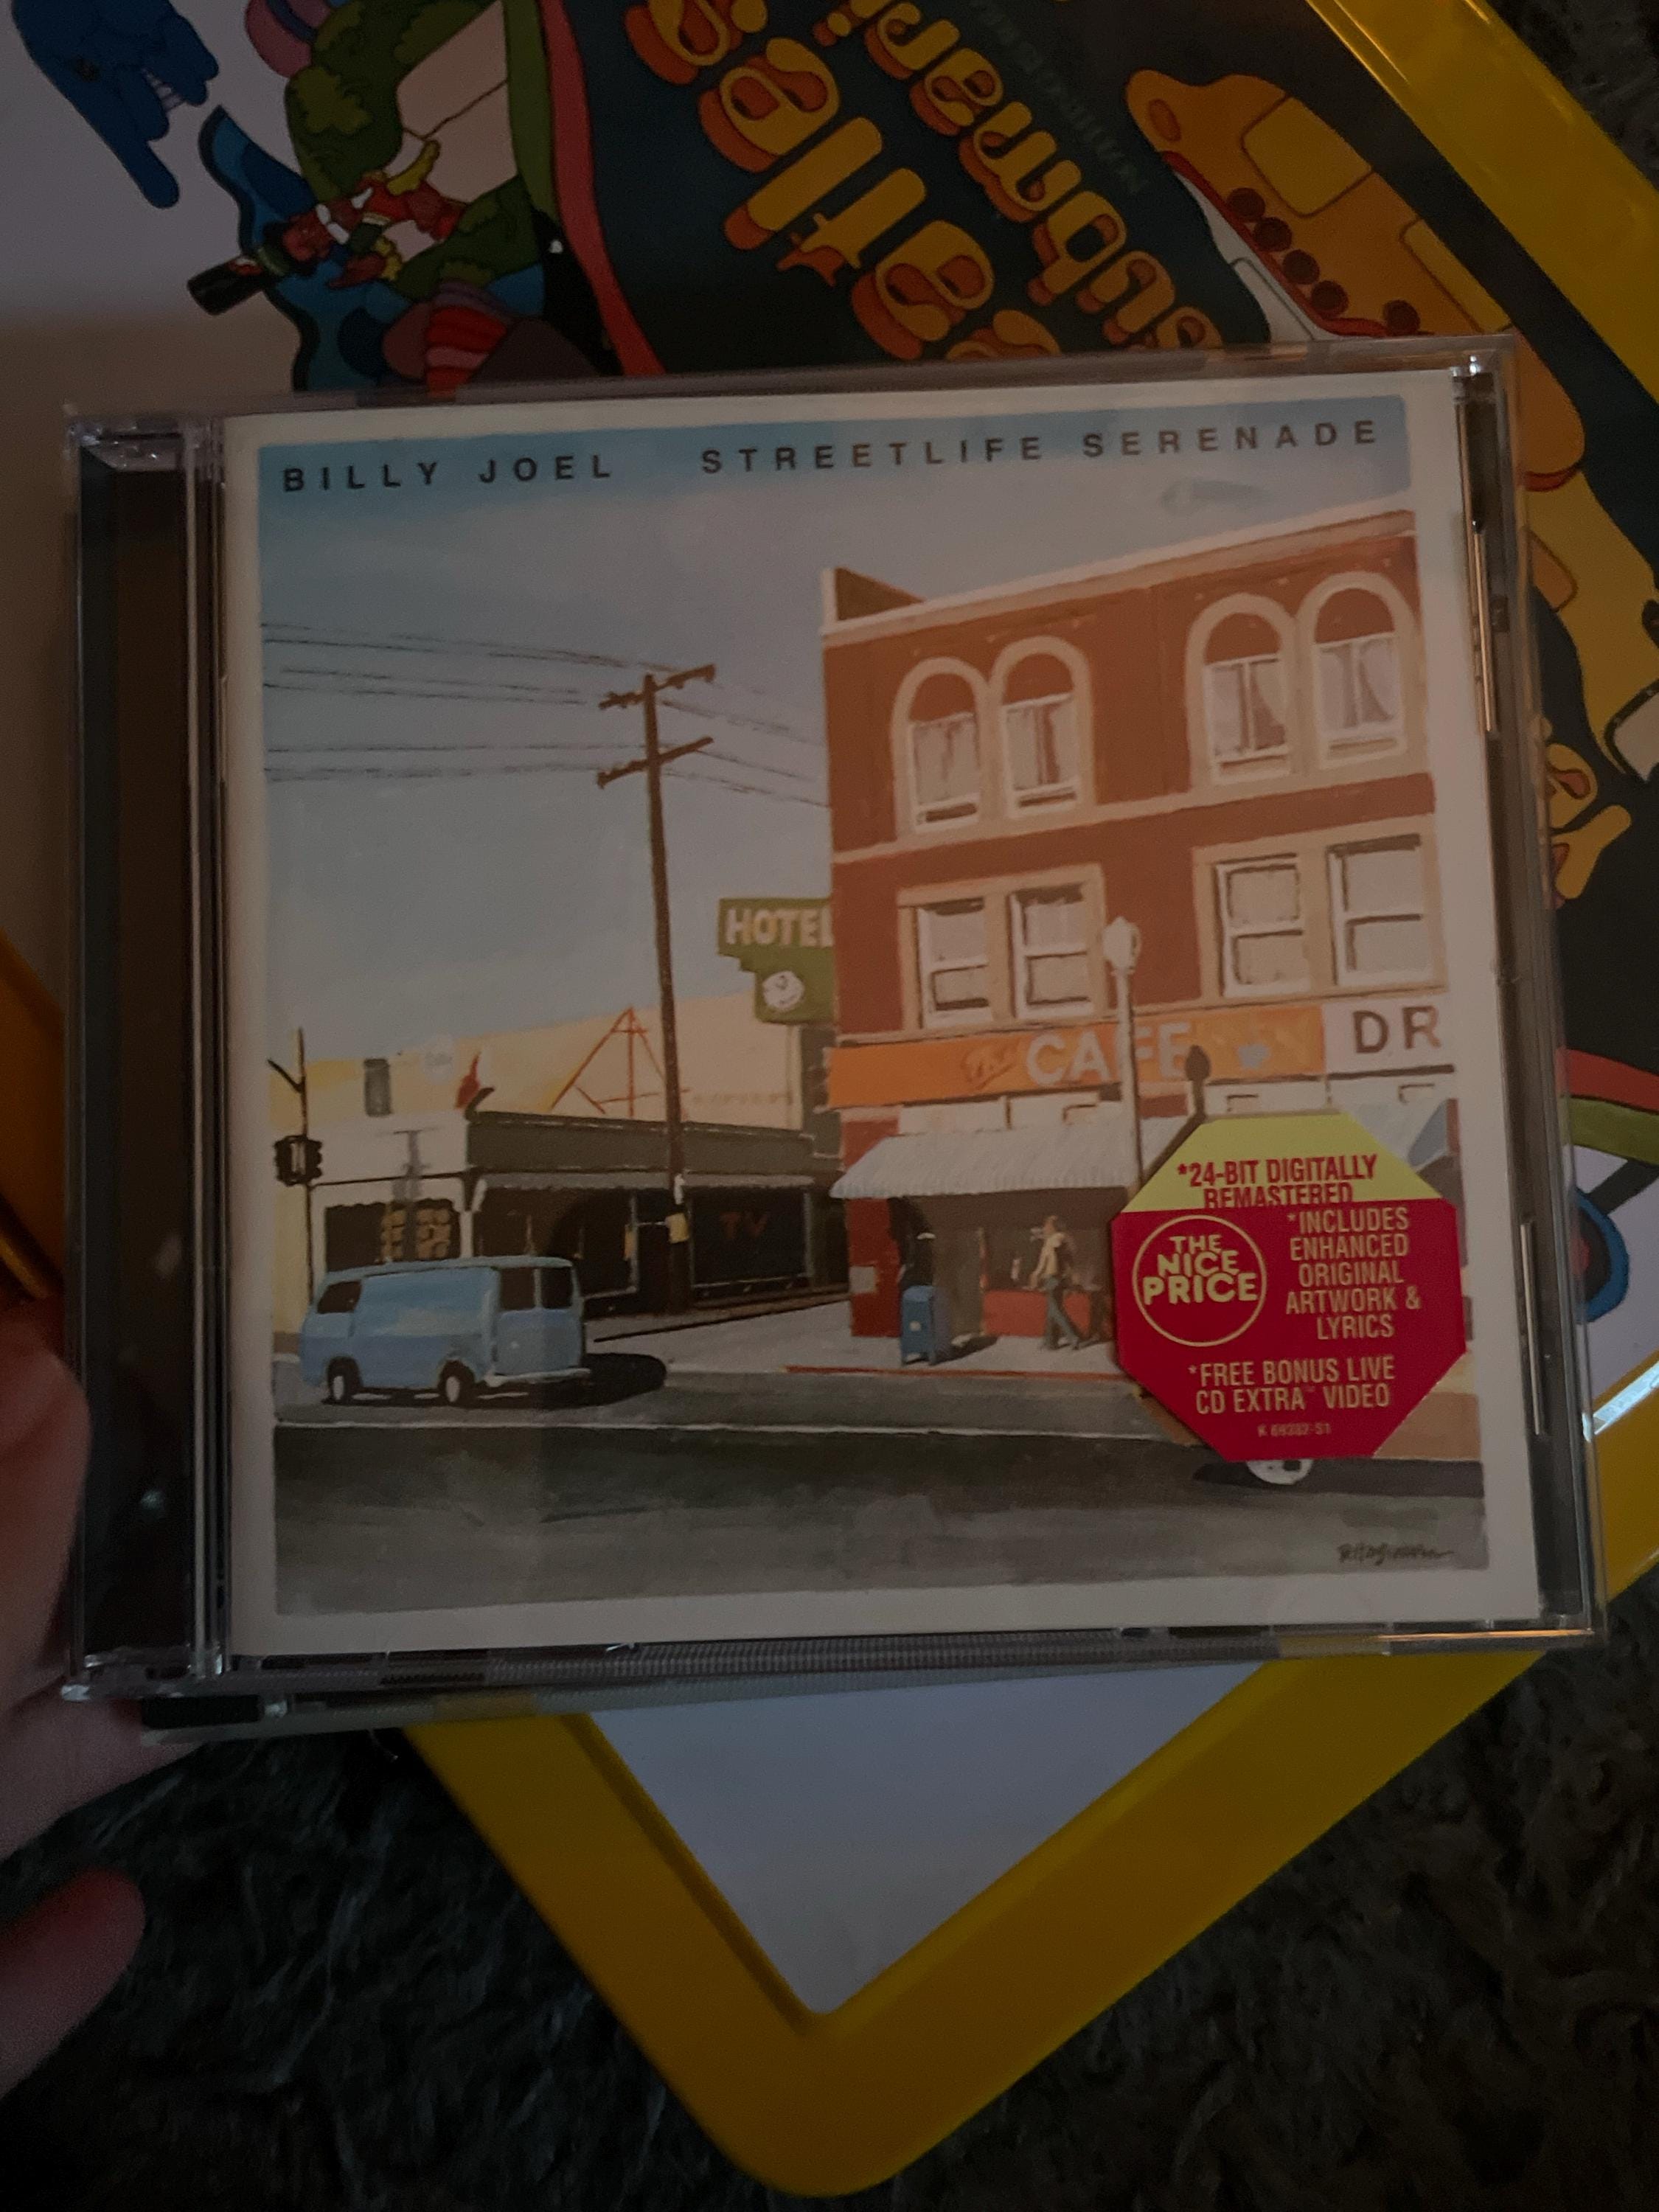 BILLY JOEL STREETLIFE SERENADE
HOTEL
The CAFE
DR
TV
*24-BIT DIGITALLY
REMASTERED
THE
NICE
PRICE
*INCLUDES
ENHANCED
ORIGINAL
ARTWORK &
LYRICS
*FREE BONUS LIVE
CD EXTRA™ VIDEO